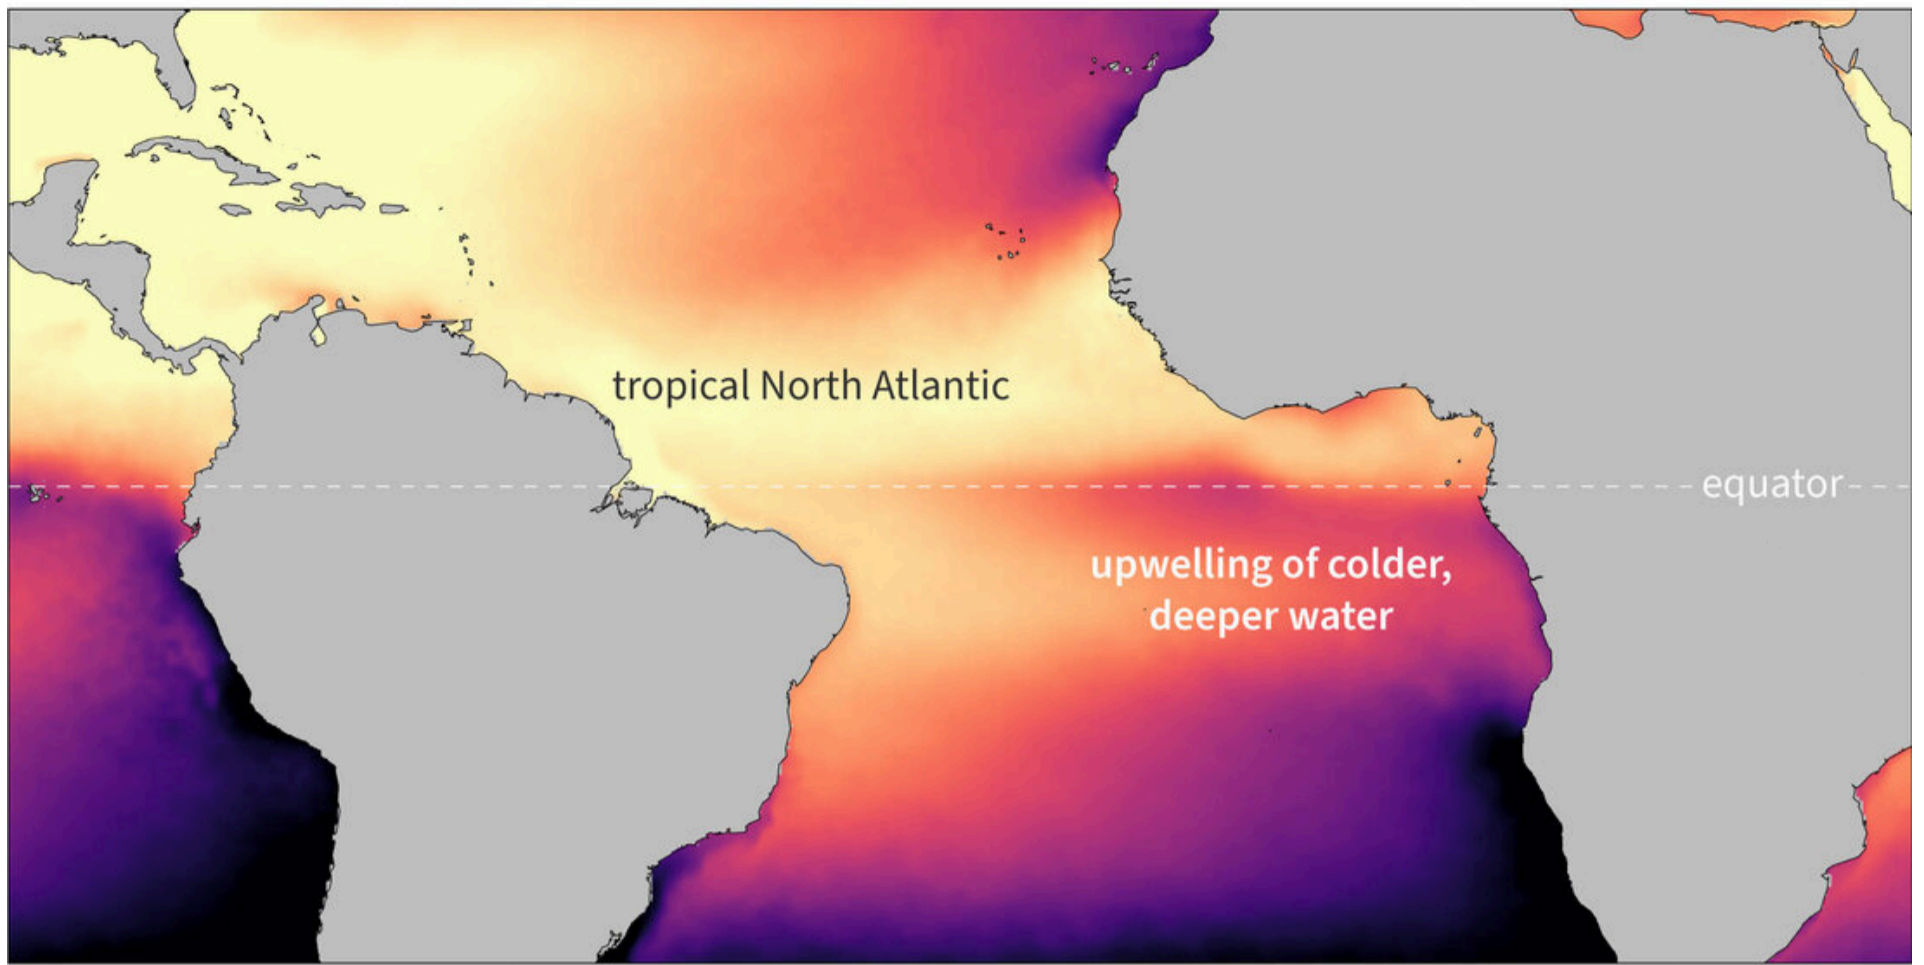 tropical North Atlantic
equator
upwelling of colder,
deeper water